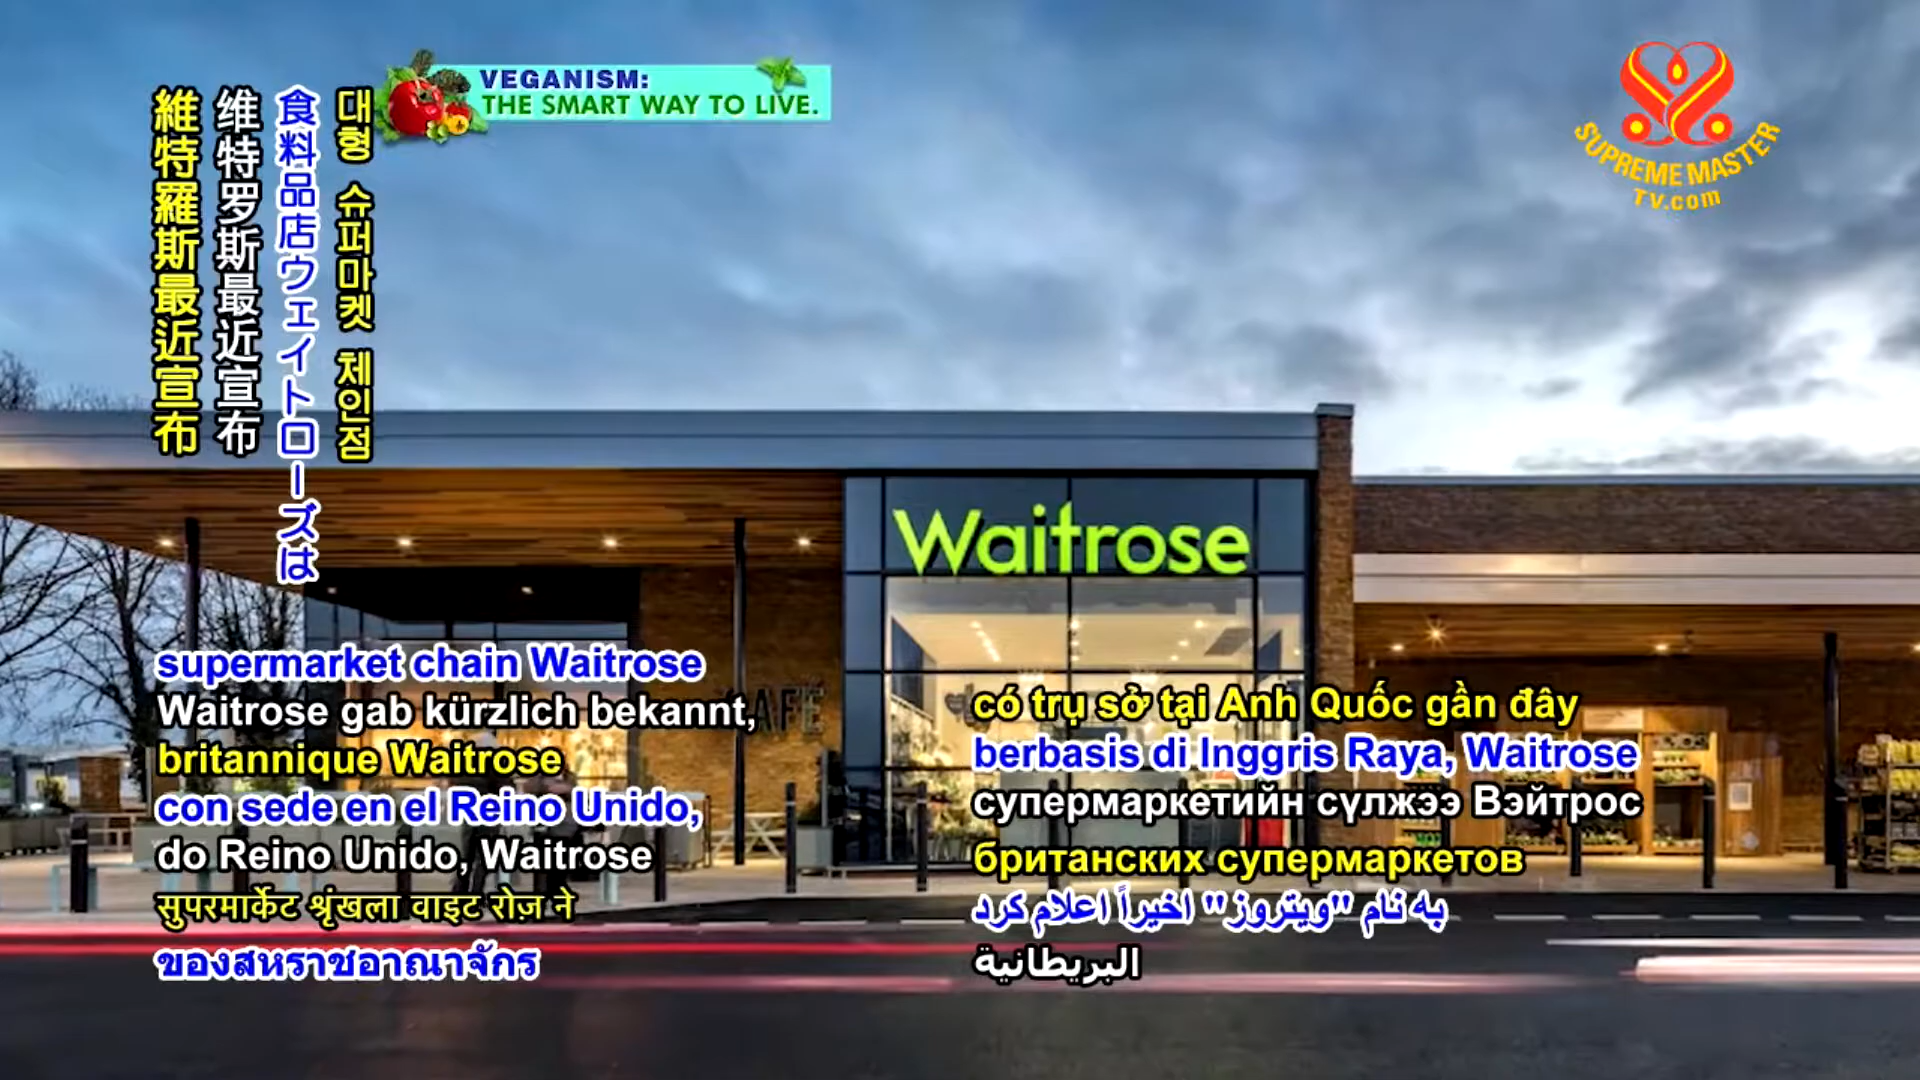 VEGANISM:
THE SMART WAY TO LIVE.
SUPREME MASTER
TV.com
維特羅斯最近宣布
维特罗斯最近宣布
食料品店ウェイトローズは
대형 슈퍼마켓 체인점
Waitrose
CAFÉ
supermarket chain Waitrose
Waitrose gab kürzlich bekannt,
britannique Waitrose
con sede en el Reino Unido,
do Reino Unido, Waitrose
सुपरमार्केट श्रृंखला वाइट रोज़ ने
ของสหราชอาณาจักร
có trụ sở tại Anh Quốc gần đây
berbasis di Inggris Raya, Waitrose
супермаркетийн сүлжээ Вэйтрос
британских супермаркетов
به نام "ویتروز" اخیراً اعلام کرد
البريطانية